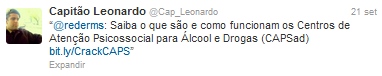 Capitão Leonardo @Cap_Leonardo 21 set
"@rederms: Saiba o que são e como funcionam os Centros de
Atenção Psicossocial para Álcool e Drogas (CAPSad)
bit.ly/CrackCAPS"
Expandir